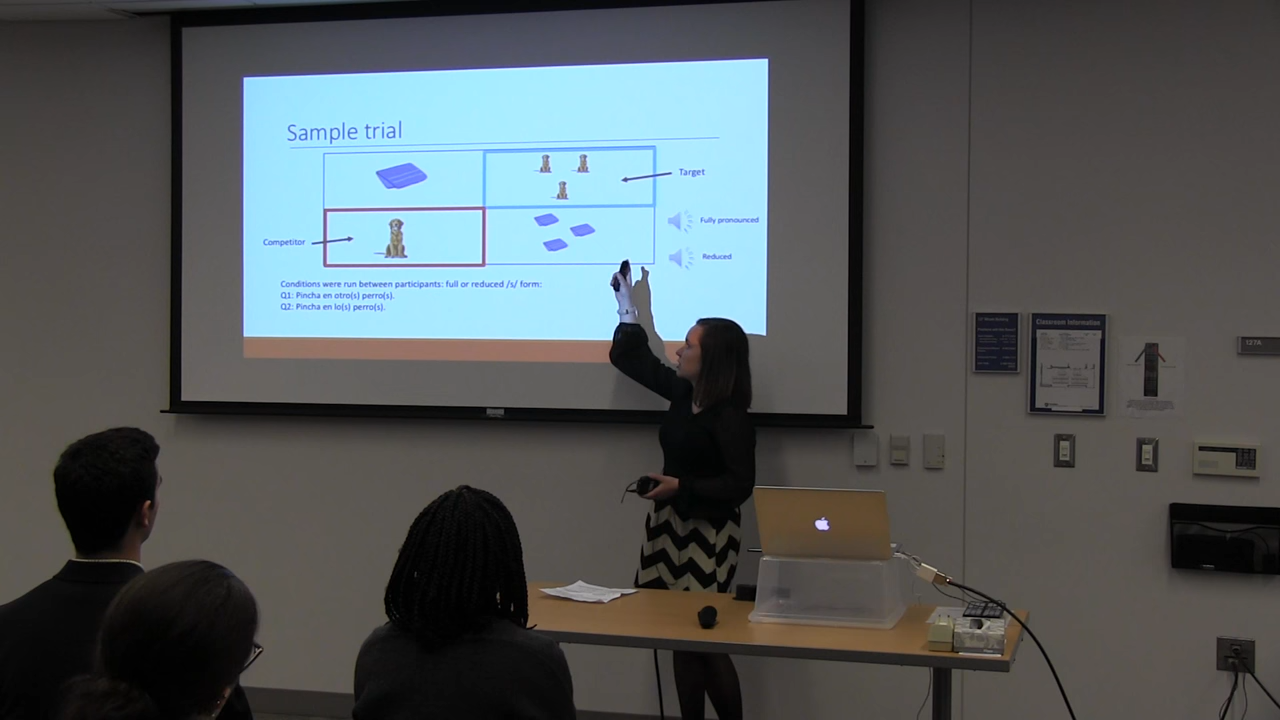 Sample trial
Target
Fully pronounced
Competitor
Reduced
Conditions were run between participants: full or reduced /s/ form:
Q1: Pincha en otro(s) perro(s).
Q2: Pincha en lo(s) perro(s).
Classroom Information
127A